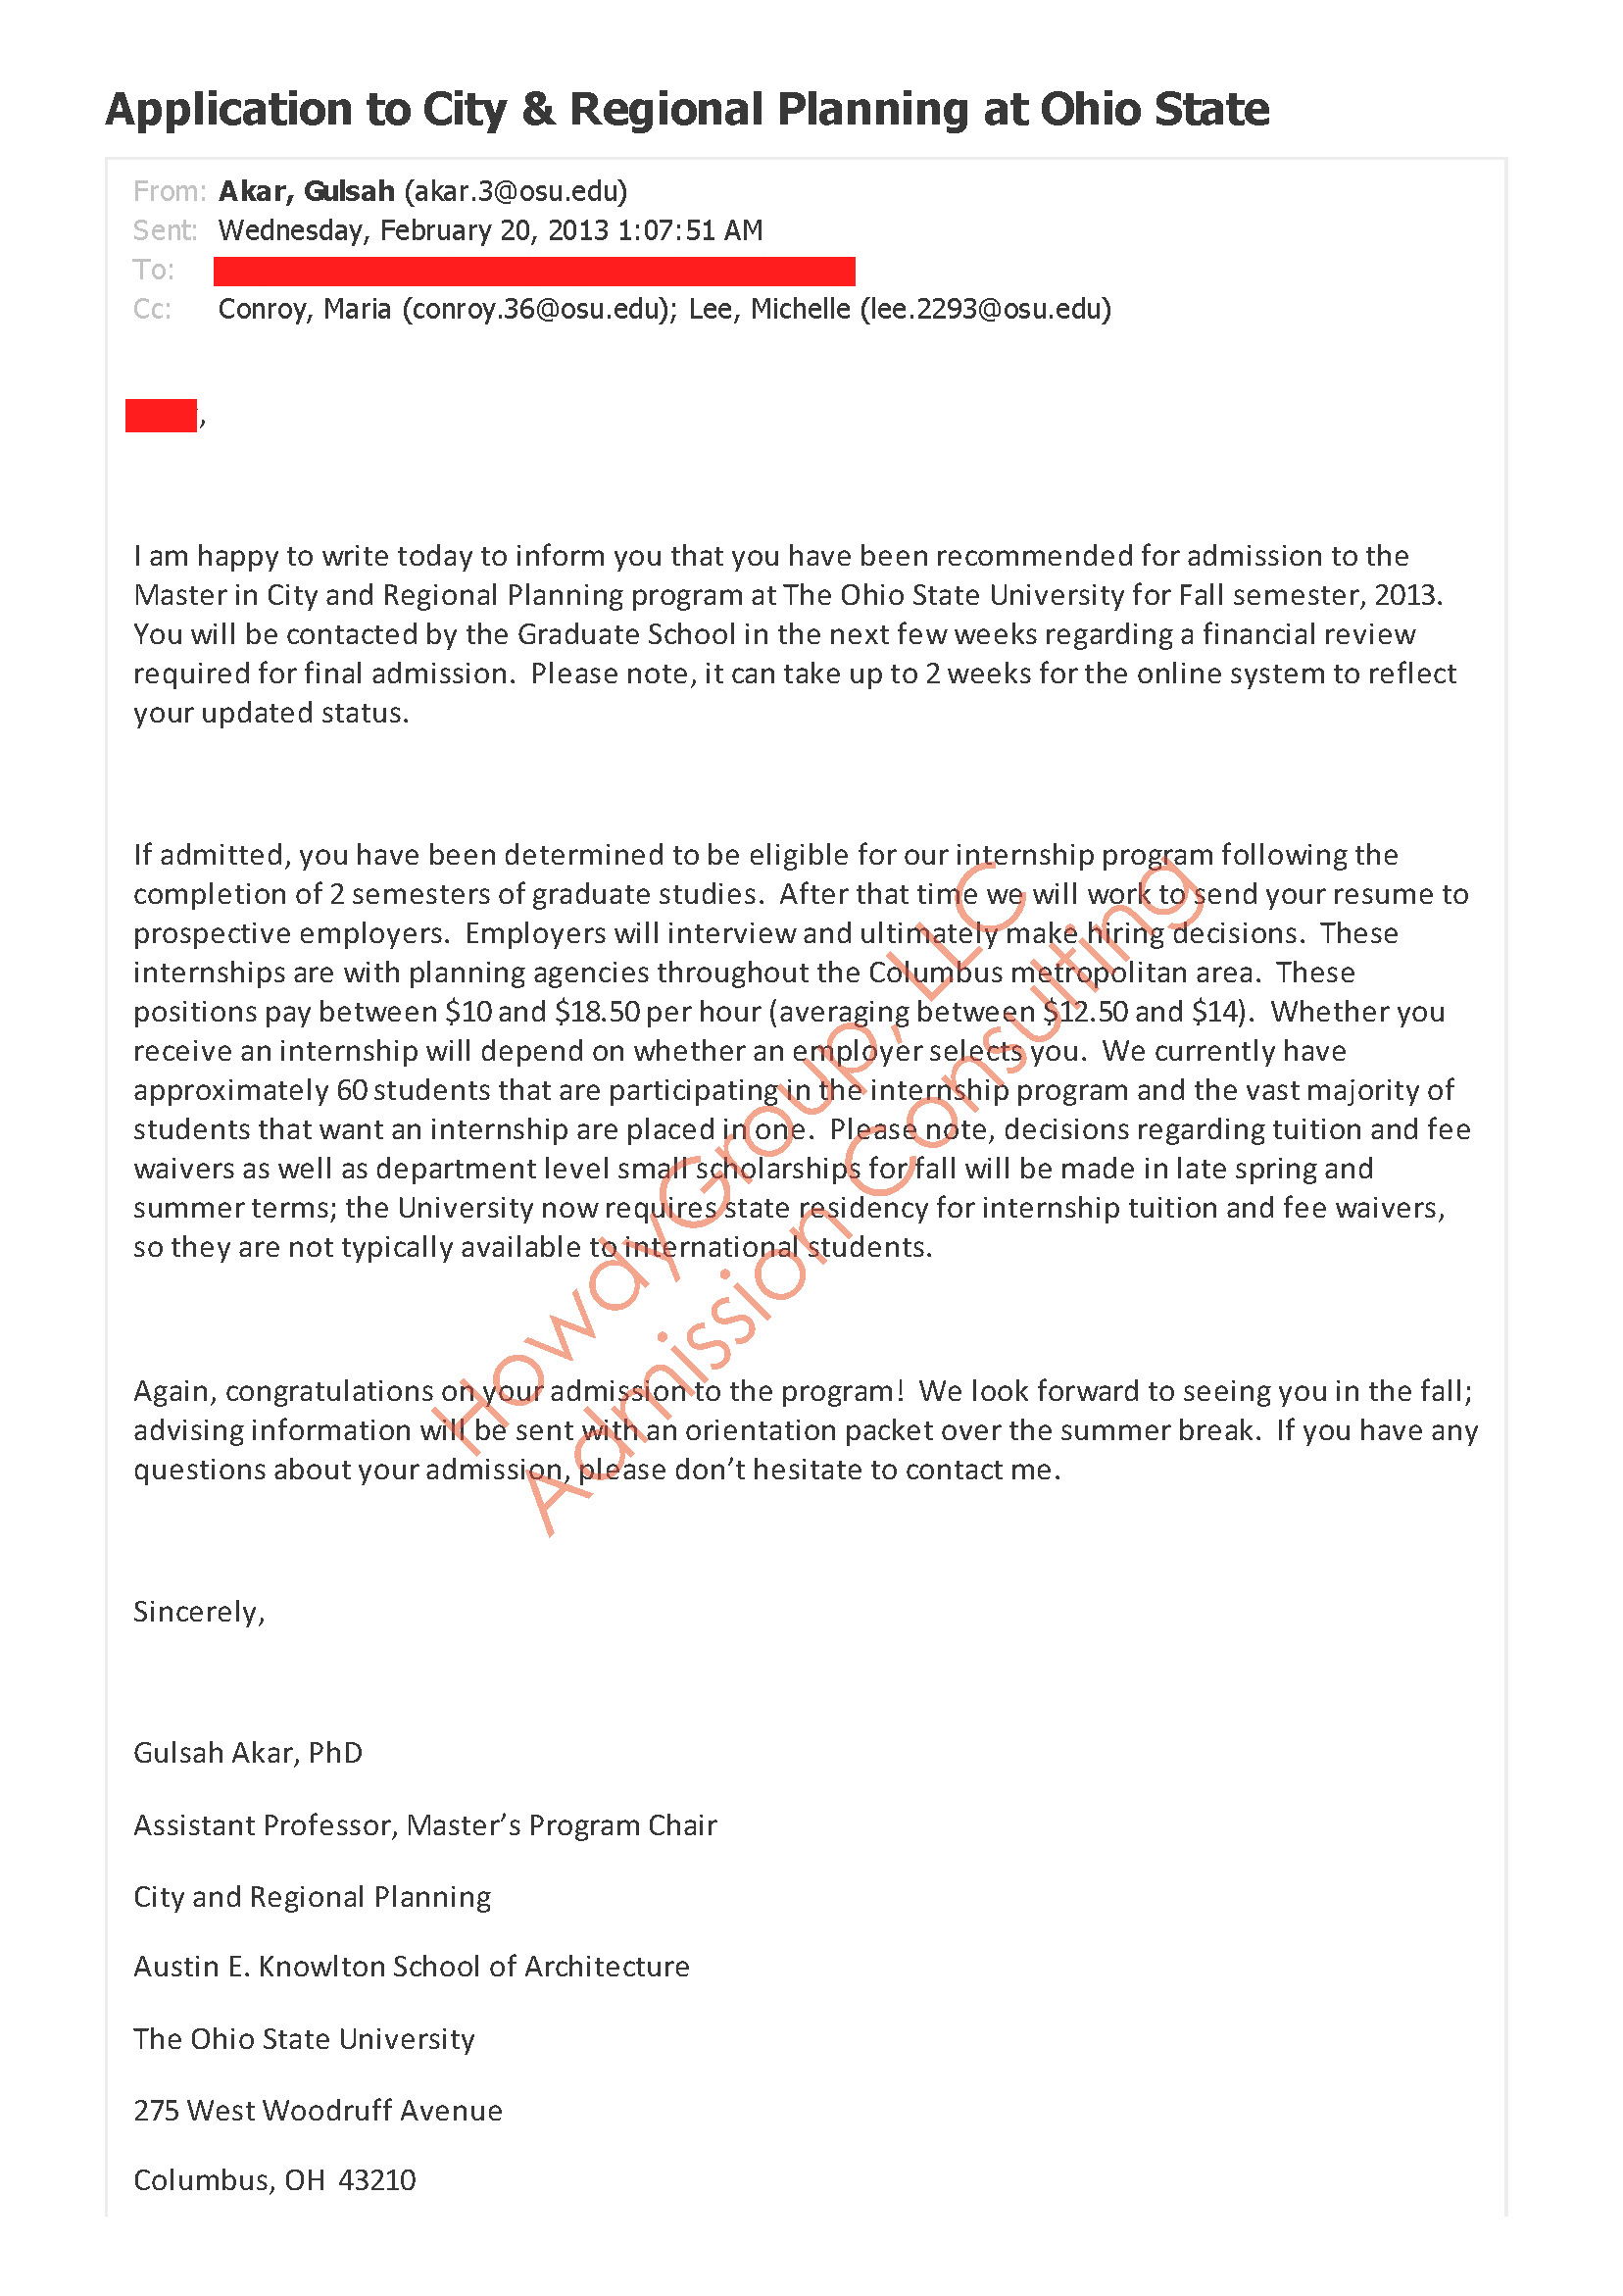 Application to City & Regional Planning at Ohio State
From: Akar, Gulsah (akar.3@osu.edu)
Sent: Wednesday, February 20, 2013 1:07:51 AM
To:
Cc: Conroy, Maria (conroy.36@osu.edu); Lee, Michelle (lee.2293@osu.edu)
,
I am happy to write today to inform you that you have been recommended for admission to the
Master in City and Regional Planning program at The Ohio State University for Fall semester, 2013.
You will be contacted by the Graduate School in the next few weeks regarding a financial review
required for final admission.  Please note, it can take up to 2 weeks for the online system to reflect
your updated status.
If admitted, you have been determined to be eligible for our internship program following the
completion of 2 semesters of graduate studies.  After that time we will work to send your resume to
prospective employers.  Employers will interview and ultimately make hiring decisions.  These
internships are with planning agencies throughout the Columbus metropolitan area.  These
positions pay between $10 and $18.50 per hour (averaging between $12.50 and $14).  Whether you
receive an internship will depend on whether an employer selects you.  We currently have
approximately 60 students that are participating in the internship program and the vast majority of
students that want an internship are placed in one.  Please note, decisions regarding tuition and fee
waivers as well as department level small scholarships for fall will be made in late spring and
summer terms; the University now requires state residency for internship tuition and fee waivers,
so they are not typically available to international students.
Again, congratulations on your admission to the program!  We look forward to seeing you in the fall;
advising information will be sent with an orientation packet over the summer break.  If you have any
questions about your admission, please don’t hesitate to contact me.
Sincerely,
Gulsah Akar, PhD
Assistant Professor, Master’s Program Chair
City and Regional Planning
Austin E. Knowlton School of Architecture
The Ohio State University
275 West Woodruff Avenue
Columbus, OH  43210
HowdyGroup, LLC
Admission Consulting